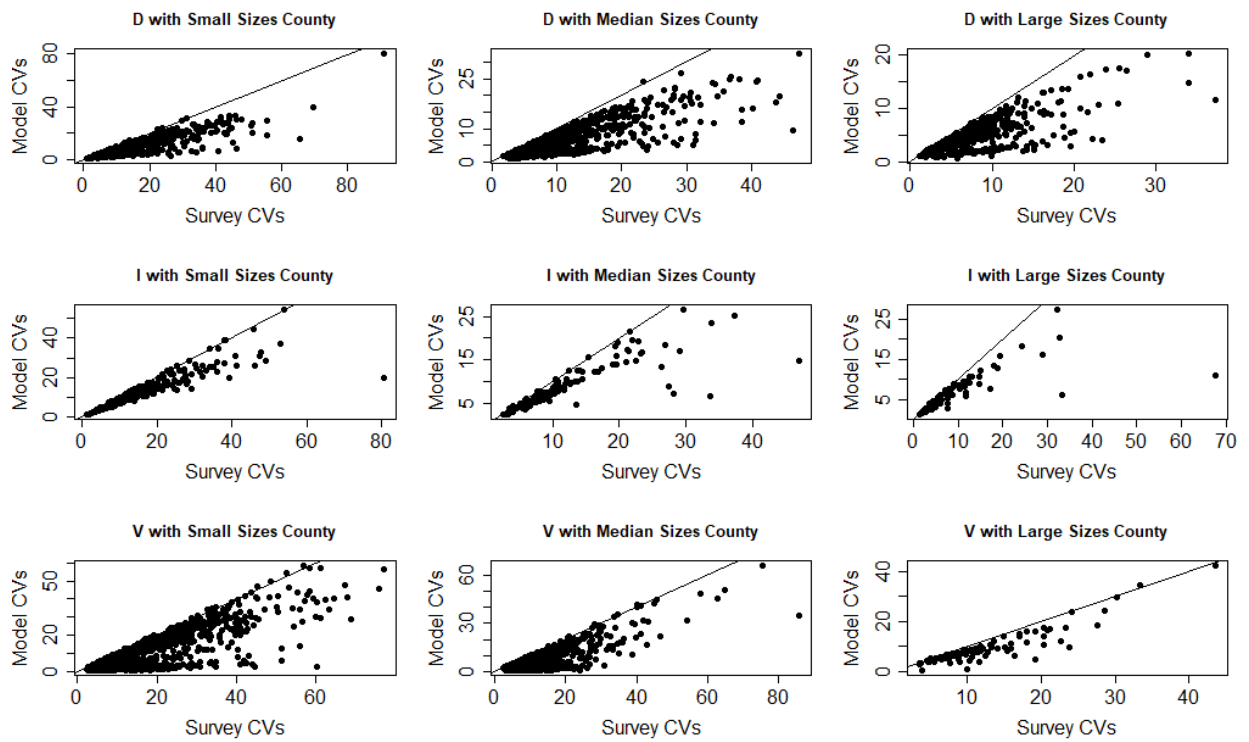 D with Small Sizes County
D with Median Sizes County
D with Large Sizes County
Model CVs
0 40 80
Model CVs
0 10 25
Model CVs
0 10 20
0 20 40 60 80
0 10 20 30 40
0 10 20 30
Survey CVs
Survey CVs
Survey CVs
I with Small Sizes County
I with Median Sizes County
I with Large Sizes County
Model CVs
0 20 40
Model CVs
5 15 25
Model CVs
5 15 25
0 20 40 60 80
10 20 30 40
0 10 20 30 40 50 60 70
Survey CVs
Survey CVs
Survey CVs
V with Small Sizes County
V with Median Sizes County
V with Large Sizes County
Model CVs
0 20 50
Model CVs
0 30 60
Model CVs
0 20 40
0 20 40 60
0 20 40 60 80
10 20 30 40
Survey CVs
Survey CVs
Survey CVs